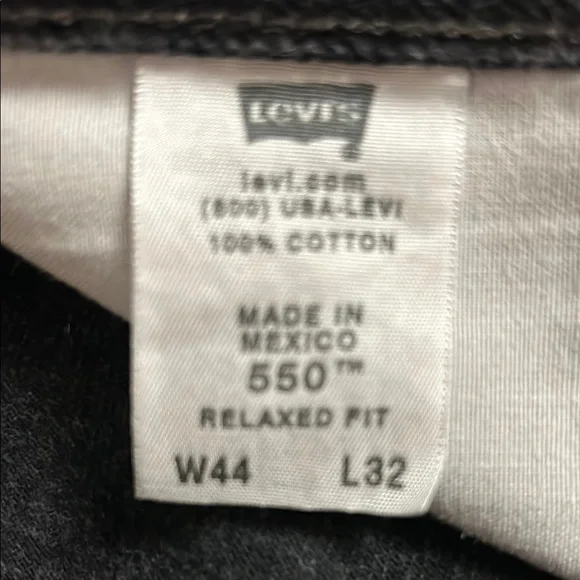 Levi's
levi.com
(800) USA-LEVI
100% COTTON
MADE IN
MEXICO
550™
RELAXED FIT
W44 L32